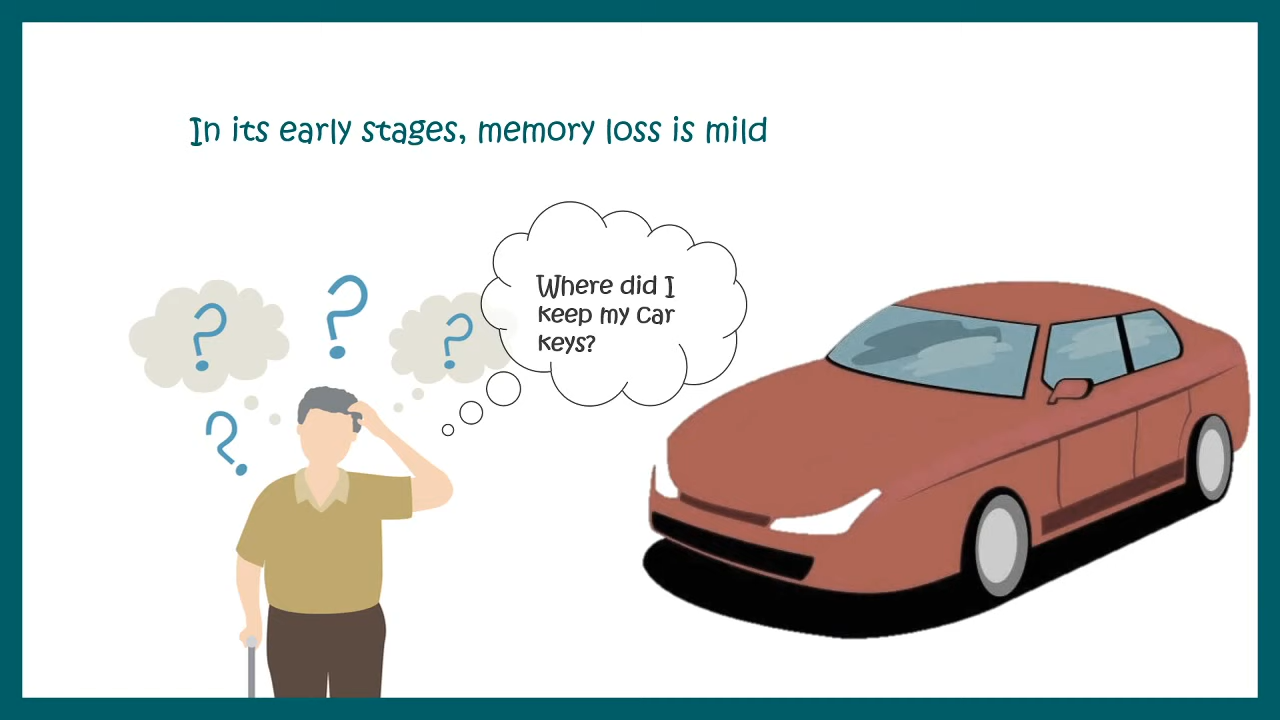 In its early stages, memory loss is mild
?
?
?
?
Where did I
keep my car
keys?